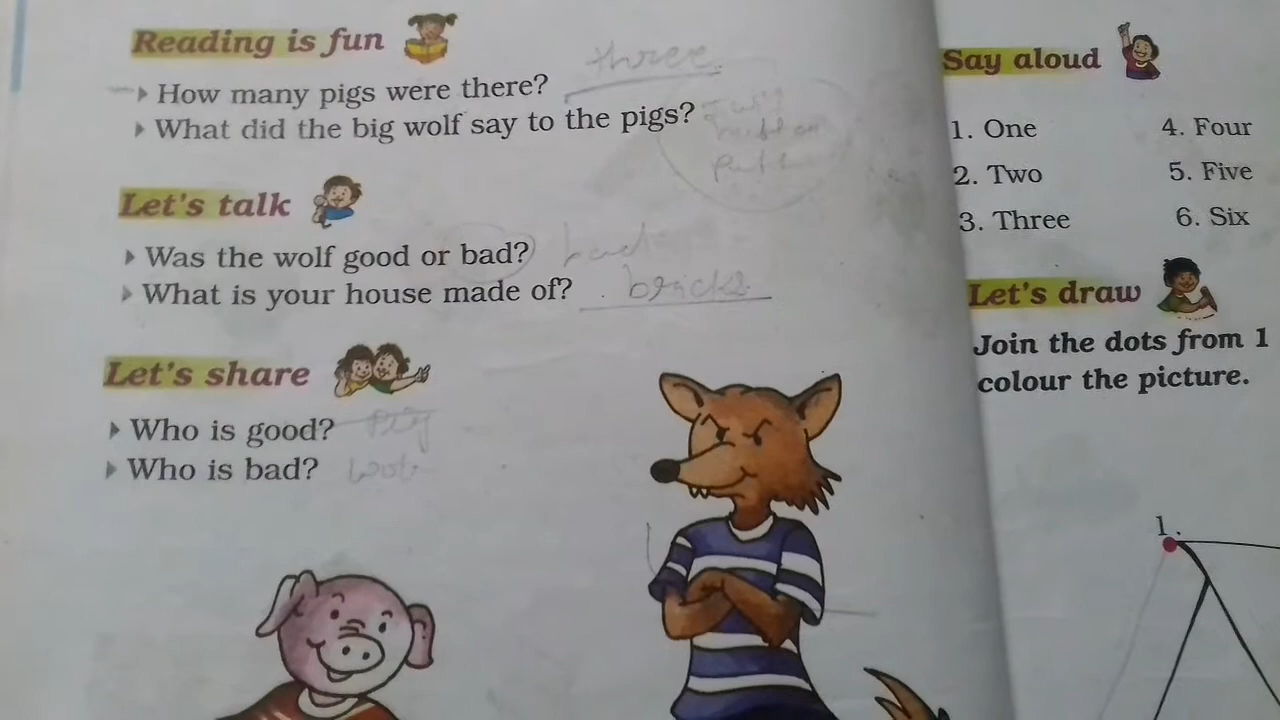 Reading is fun
How many pigs were there? three.
What did the big wolf say to the pigs?
Let's talk
Was the wolf good or bad? bad
What is your house made of? bricks
Let's share
Who is good? pig
Who is bad?
Say aloud
1. One 4. Four
2. Two 5. Five
3. Three 6. Six
Let's draw
Join the dots from 1
colour the picture.
1.